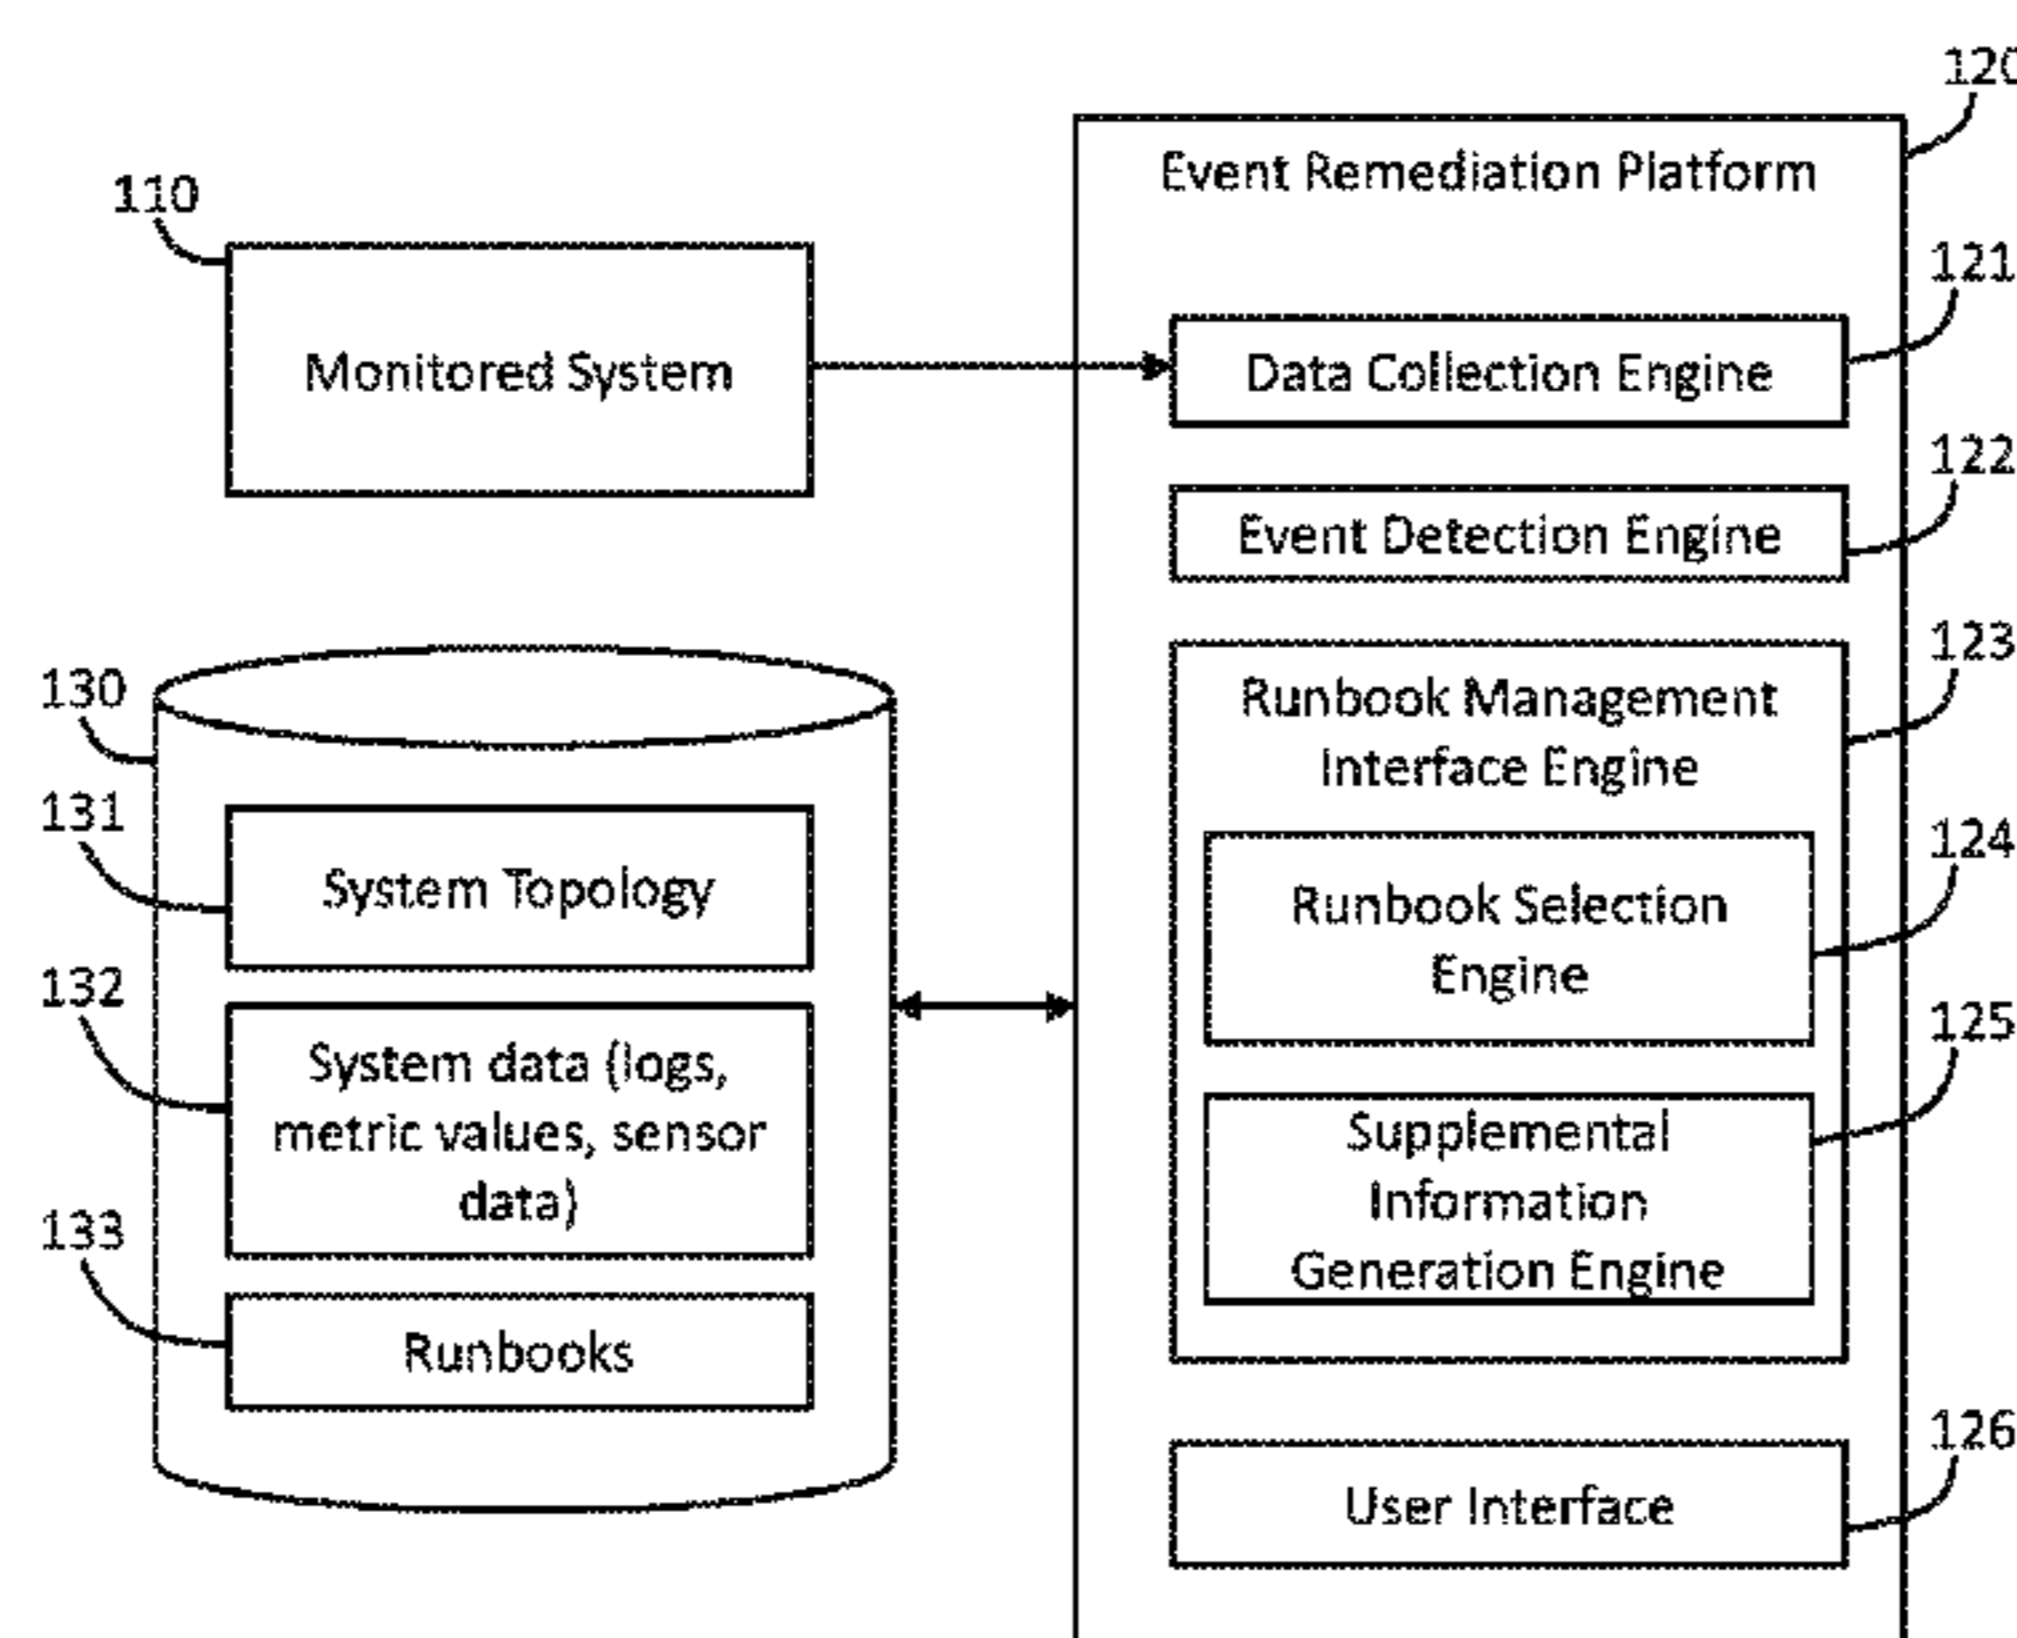 120
Event Remediation Platform
110
121
Monitored System
Data Collection Engine
122
Event Detection Engine
123
130
Runbook Management
Interface Engine
131
124
System Topology
Runbook Selection
Engine
132
125
System data (logs,
metric values, sensor
data)
Supplemental
Information
Generation Engine
133
Runbooks
126
User Interface